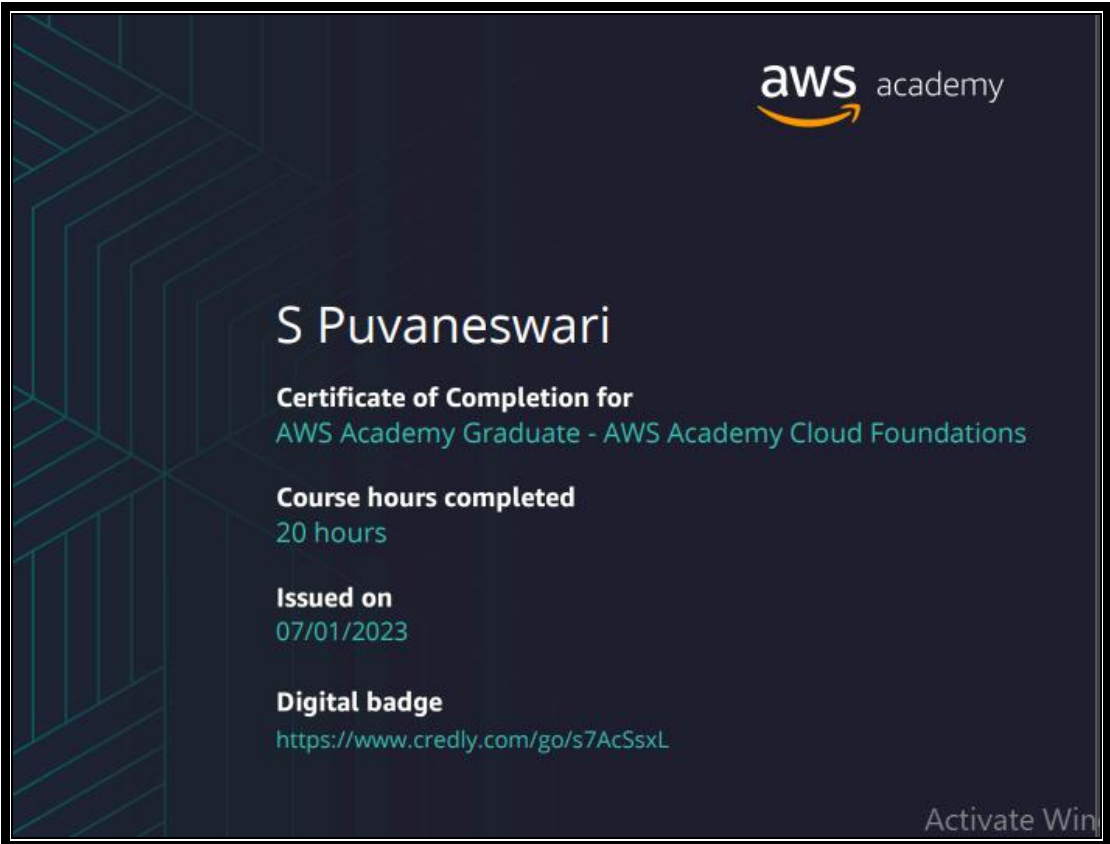 aws academy
S Puvaneswari
Certificate of Completion for
AWS Academy Graduate - AWS Academy Cloud Foundations
Course hours completed
20 hours
Issued on
07/01/2023
Digital badge
https://www.credly.com/go/s7AcSsxL
Activate Win